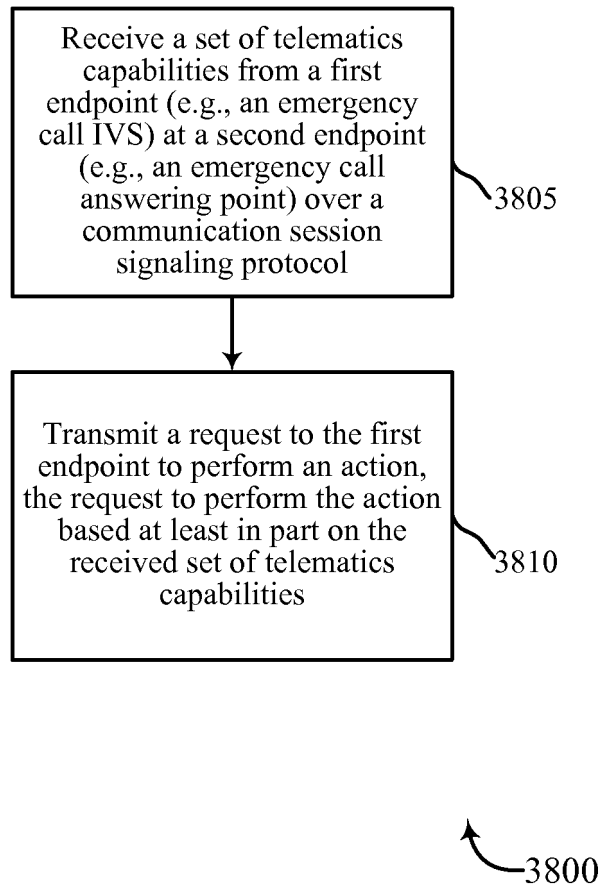 Receive a set of telematics
capabilities from a first
endpoint (e.g., an emergency
call IVS) at a second endpoint
(e.g., an emergency call
answering point) over a
communication session
signaling protocol
3805
Transmit a request to the first
endpoint to perform an action,
the request to perform the action
based at least in part on the
received set of telematics
capabilities
3810
3800